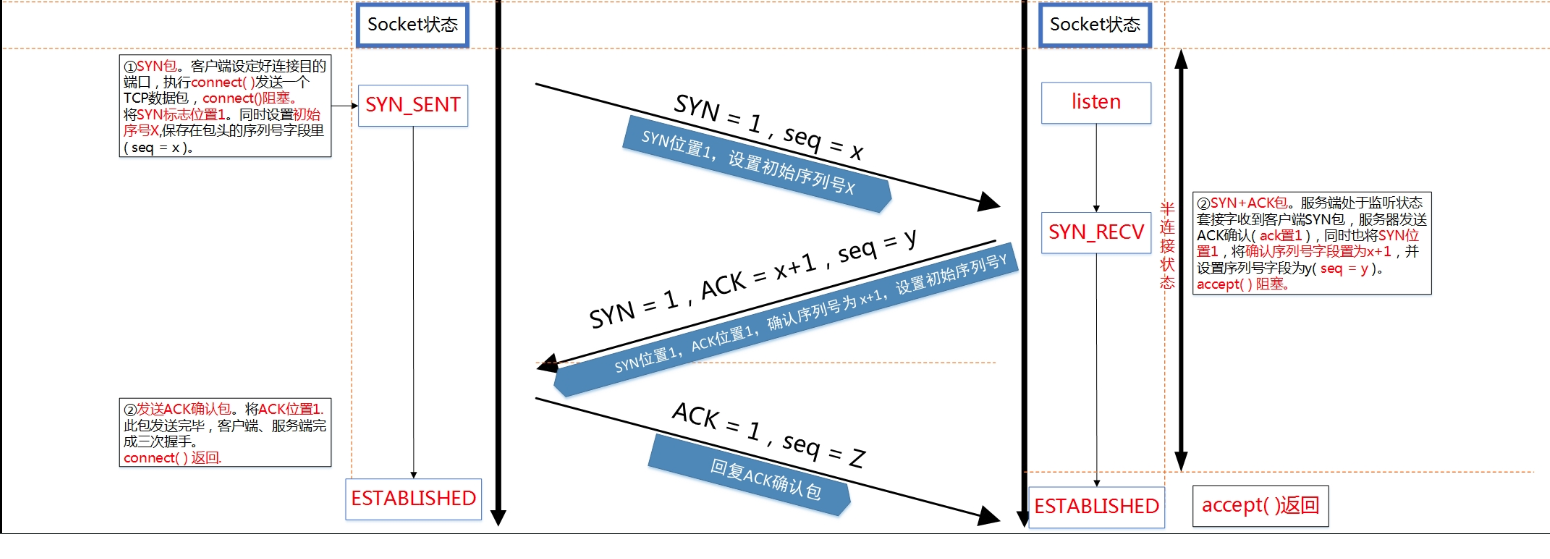 Socket状态
Socket状态
①SYN包。客户端设定好连接目的
端口，执行connect( )发送一个
TCP数据包，connect()阻塞。
将SYN标志位置1。同时设置初始
序号X,保存在包头的序列号字段里
( seq = x )。
SYN_SENT
SYN = 1 , seq = x
SYN位置1，设置初始序列号X
listen
SYN_RECV
半连接状态
②SYN+ACK包。服务端处于监听状态
套接字收到客户端SYN包，服务器发送
ACK确认( ack置1 )，同时也将SYN位
置1，将确认序列号字段置为x+1，并
设置序列号字段为y( seq = y )。
accept( ) 阻塞。
SYN = 1 , ACK = x+1 , seq = y
SYN位置1，ACK位置1，确认序列号为 x+1，设置初始序列号Y
②发送ACK确认包。将ACK位置1.
此包发送完毕，客户端、服务端完
成三次握手。
connect( ) 返回.
ACK = 1 , seq = Z
回复ACK确认包
ESTABLISHED
ESTABLISHED
accept( )返回